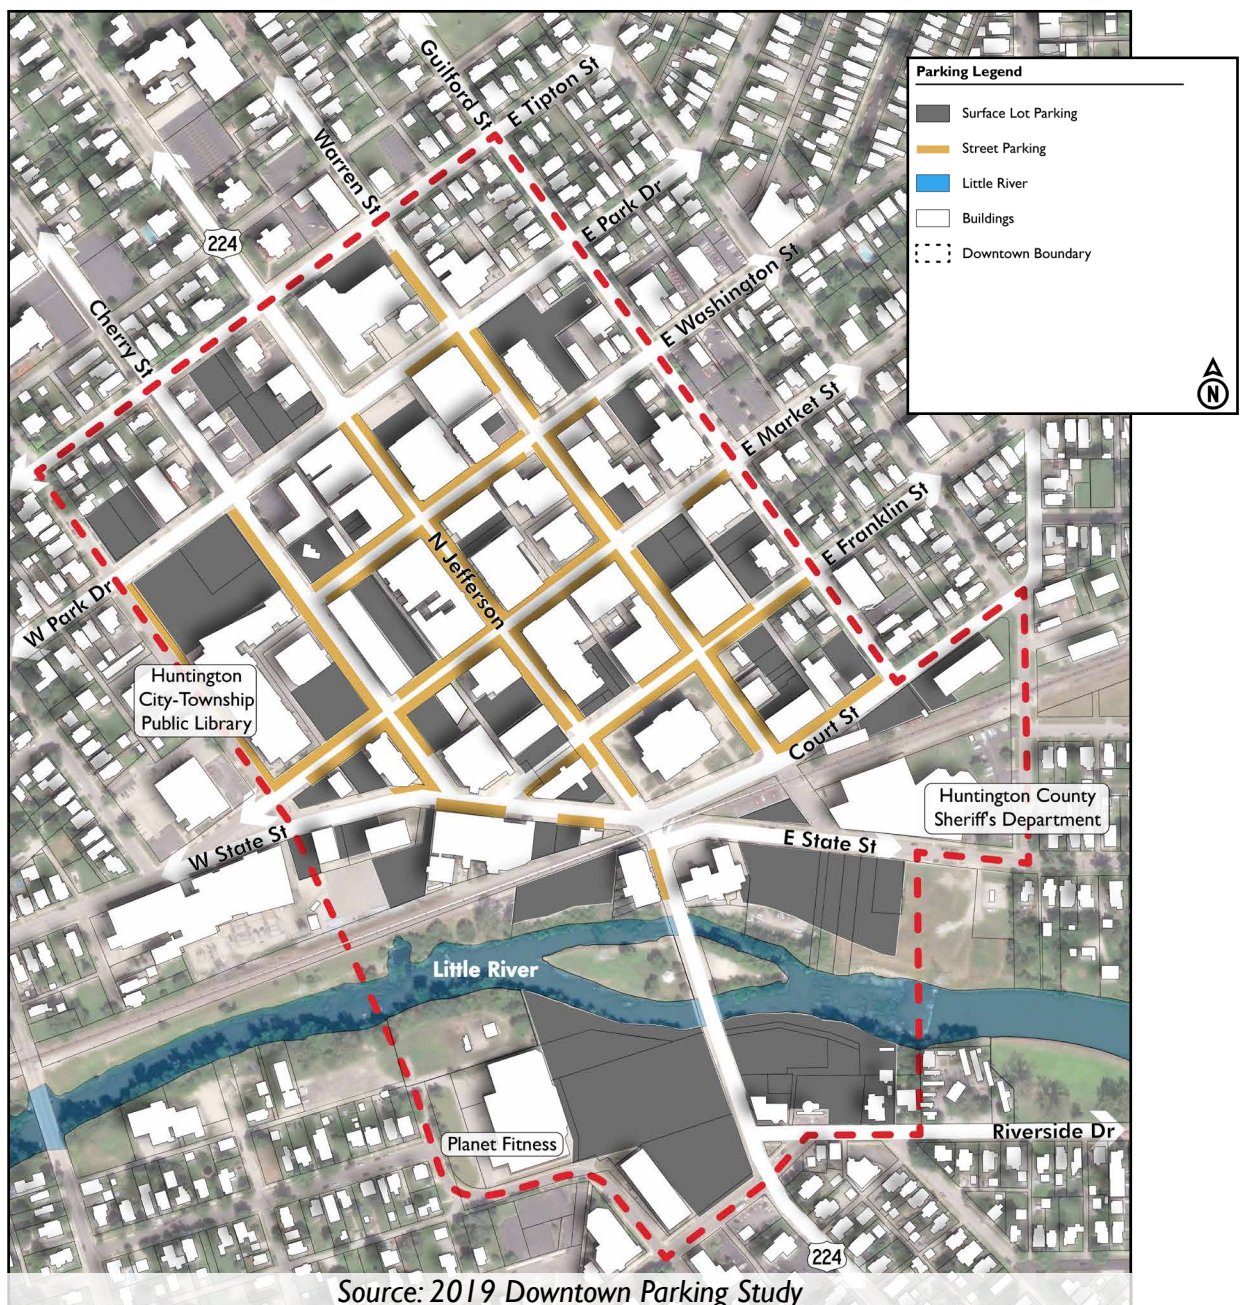 Parking Legend
Surface Lot Parking
Street Parking
Little River
Buildings
Downtown Boundary
N
Guilford St
E Tipton St
Warren St
E Park Dr
224
E Washington St
Cherry St
E Market St
E Franklin St
N Jefferson
W Park Dr
Huntington
City-Township
Public Library
Court St
Huntington County
Sheriff's Department
W State St
E State St
Little River
Planet Fitness
Riverside Dr
224
Source: 2019 Downtown Parking Study